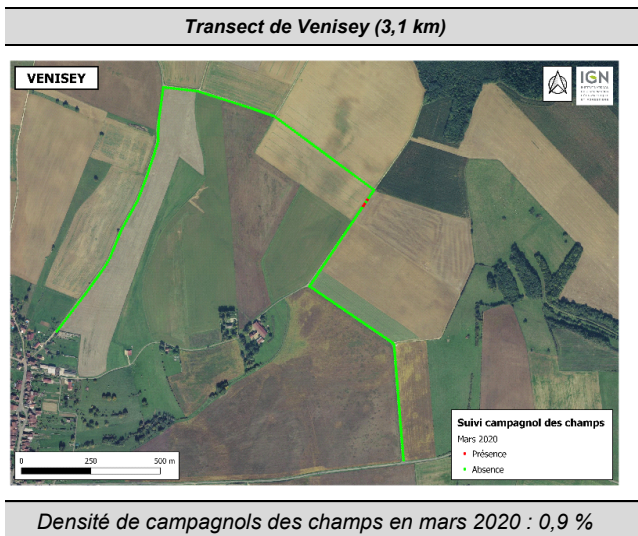 Transect de Venisey (3,1 km)
VENISEY
IGN
Suivi campagnol des champs
Mars 2020
Présence
Absence
0 250 500 m
Densité de campagnols des champs en mars 2020 : 0,9 %